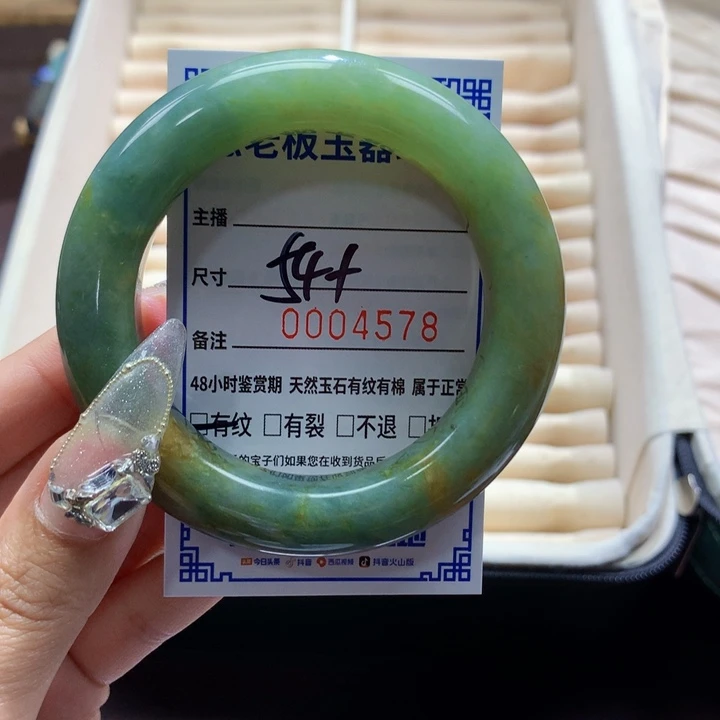 老板玉器
主播
尺寸 54+
0004578
备注
48小时鉴赏期 天然玉石有纹有棉 属于正常
□有纹 □有裂 □不退 □
的宝子们如果您在收到货品
今日头条 抖音 西瓜视频 抖音火山版